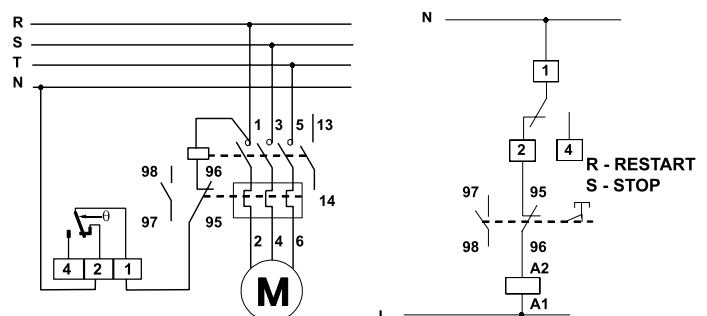 R
S
T
N
1 3 5 13
98 96
14
97 95
θ
2 4 6
4 2 1
M
N
1
2 4
R - RESTART
S - STOP
97 95
98 96
A2
A1